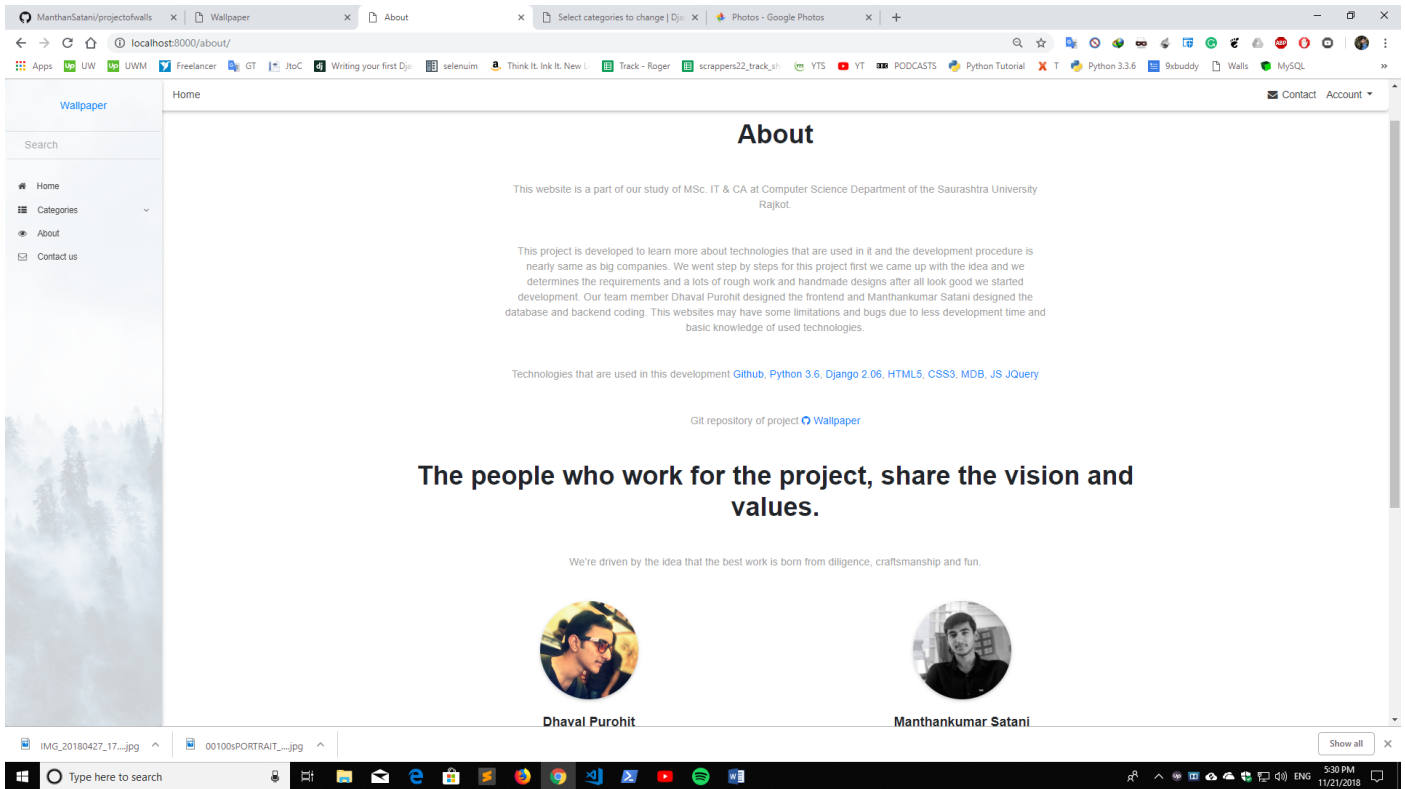 ManthanSatani/projectofwalls
Wallpaper
About
Select categories to change | Dja
Photos - Google Photos
localhost:8000/about/
Apps
UW
UWM
Freelancer
GT
JtoC
Writing your first Dja
selenuim
Think It. Ink It. New L
Track - Roger
scrappers22_track_sh
YTS
YT
PODCASTS
Python Tutorial
T
Python 3.3.6
9xbuddy
Walls
MySQL
»
Wallpaper
Home
Contact
Account
Search
Home
Categories
About
Contact us
About
This website is a part of our study of MSc. IT & CA at Computer Science Department of the Saurashtra University
Rajkot.
This project is developed to learn more about technologies that are used in it and the development procedure is
nearly same as big companies. We went step by steps for this project first we came up with the idea and we
determines the requirements and a lots of rough work and handmade designs after all look good we started
development. Our team member Dhaval Purohit designed the frontend and Manthankumar Satani designed the
database and backend coding. This websites may have some limitations and bugs due to less development time and
basic knowledge of used technologies.
Technologies that are used in this development Github, Python 3.6, Django 2.06, HTML5, CSS3, MDB, JS JQuery
Git repository of project Wallpaper
The people who work for the project, share the vision and
values.
We're driven by the idea that the best work is born from diligence, craftsmanship and fun.
Dhaval Purohit
Manthankumar Satani
IMG_20180427_17....jpg
00100sPORTRAIT_....jpg
Show all
Type here to search
ENG
5:30 PM
11/21/2018